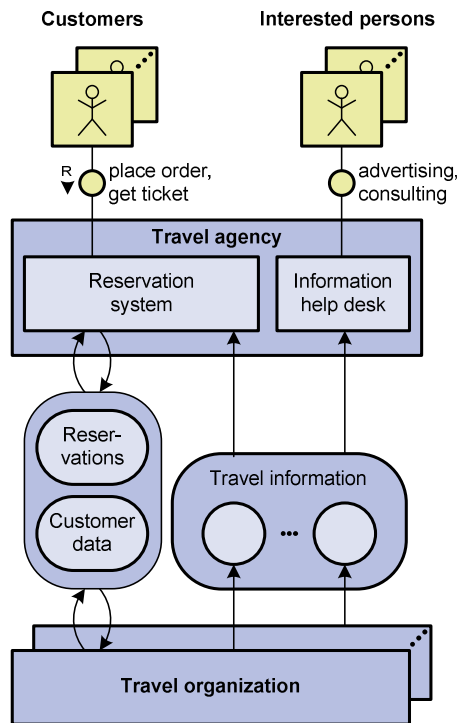 Customers
Interested persons
R
place order,
get ticket
advertising,
consulting
Travel agency
Reservation
system
Information
help desk
Reser-
vations
Customer
data
Travel information
Travel organization